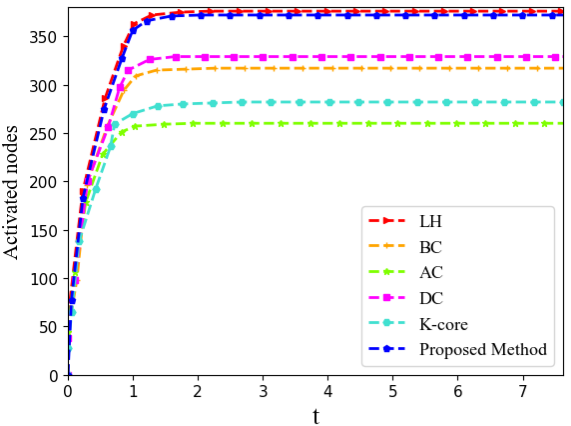 Activated nodes
350
300
250
200
150
100
50
0
0 1 2 3 4 5 6 7
t
LH
BC
AC
DC
K-core
Proposed Method